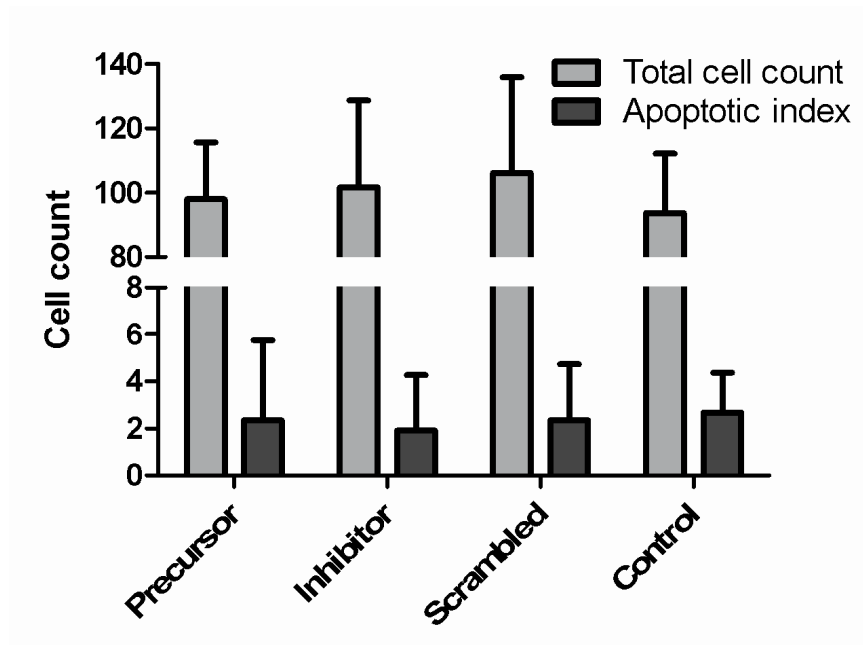 140
120
100
80
8
6
4
2
0
Cell count
Total cell count
Apoptotic index
Precursor
Inhibitor
Scrambled
Control